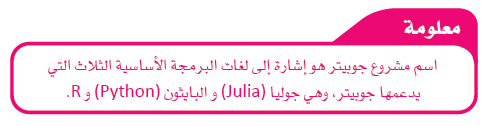 معلومة
اسم مشروع جوبيتر هو إشارة إلى لغات البرمجة الأساسية الثلاث التي
يدعمها جوبيتر، وهي جوليا (Julia) و البايثون (Python) و R.